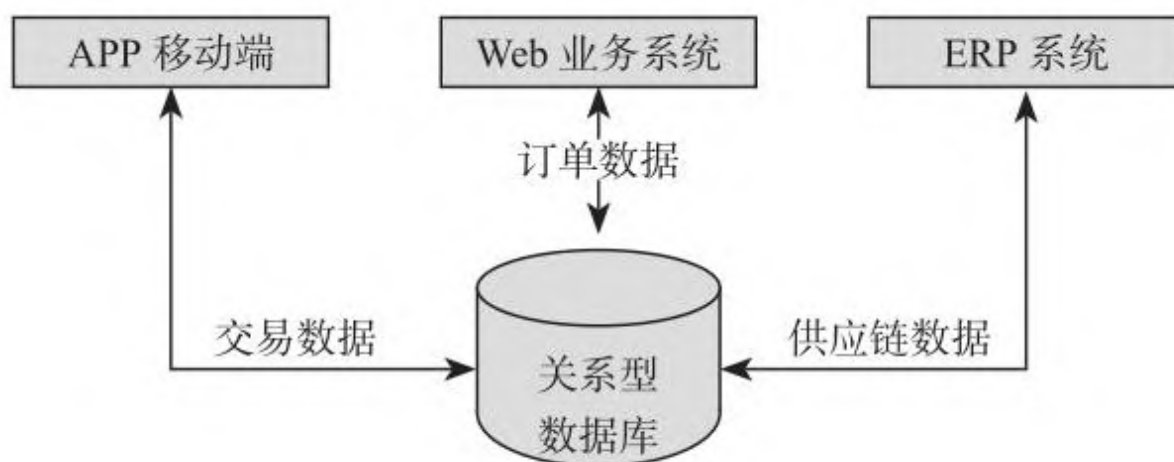 APP 移动端
Web 业务系统
ERP 系统
订单数据
交易数据
供应链数据
关系型
数据库